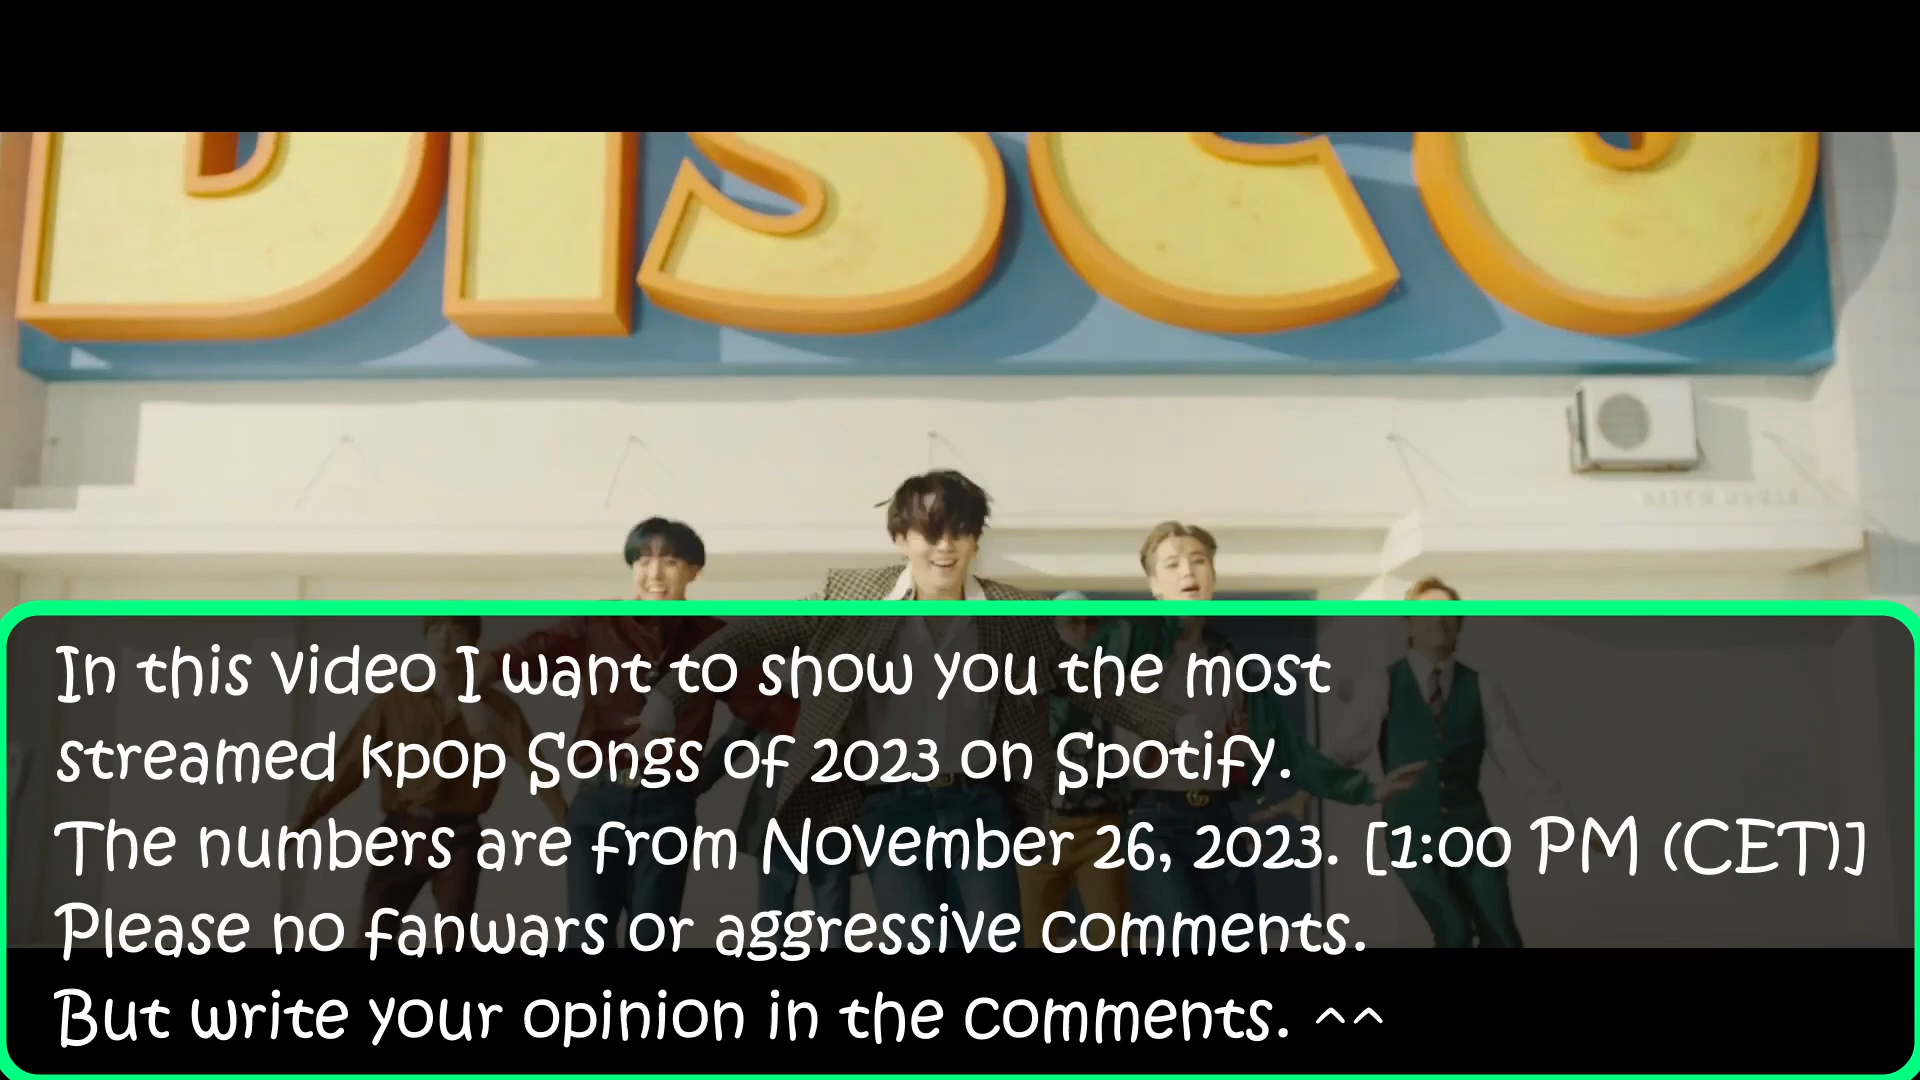 DISCO
In this video I want to show you the most
streamed kpop Songs of 2023 on Spotify.
The numbers are from November 26, 2023. [1:00 PM (CET)]
Please no fanwars or aggressive comments.
But write your opinion in the comments. ^^